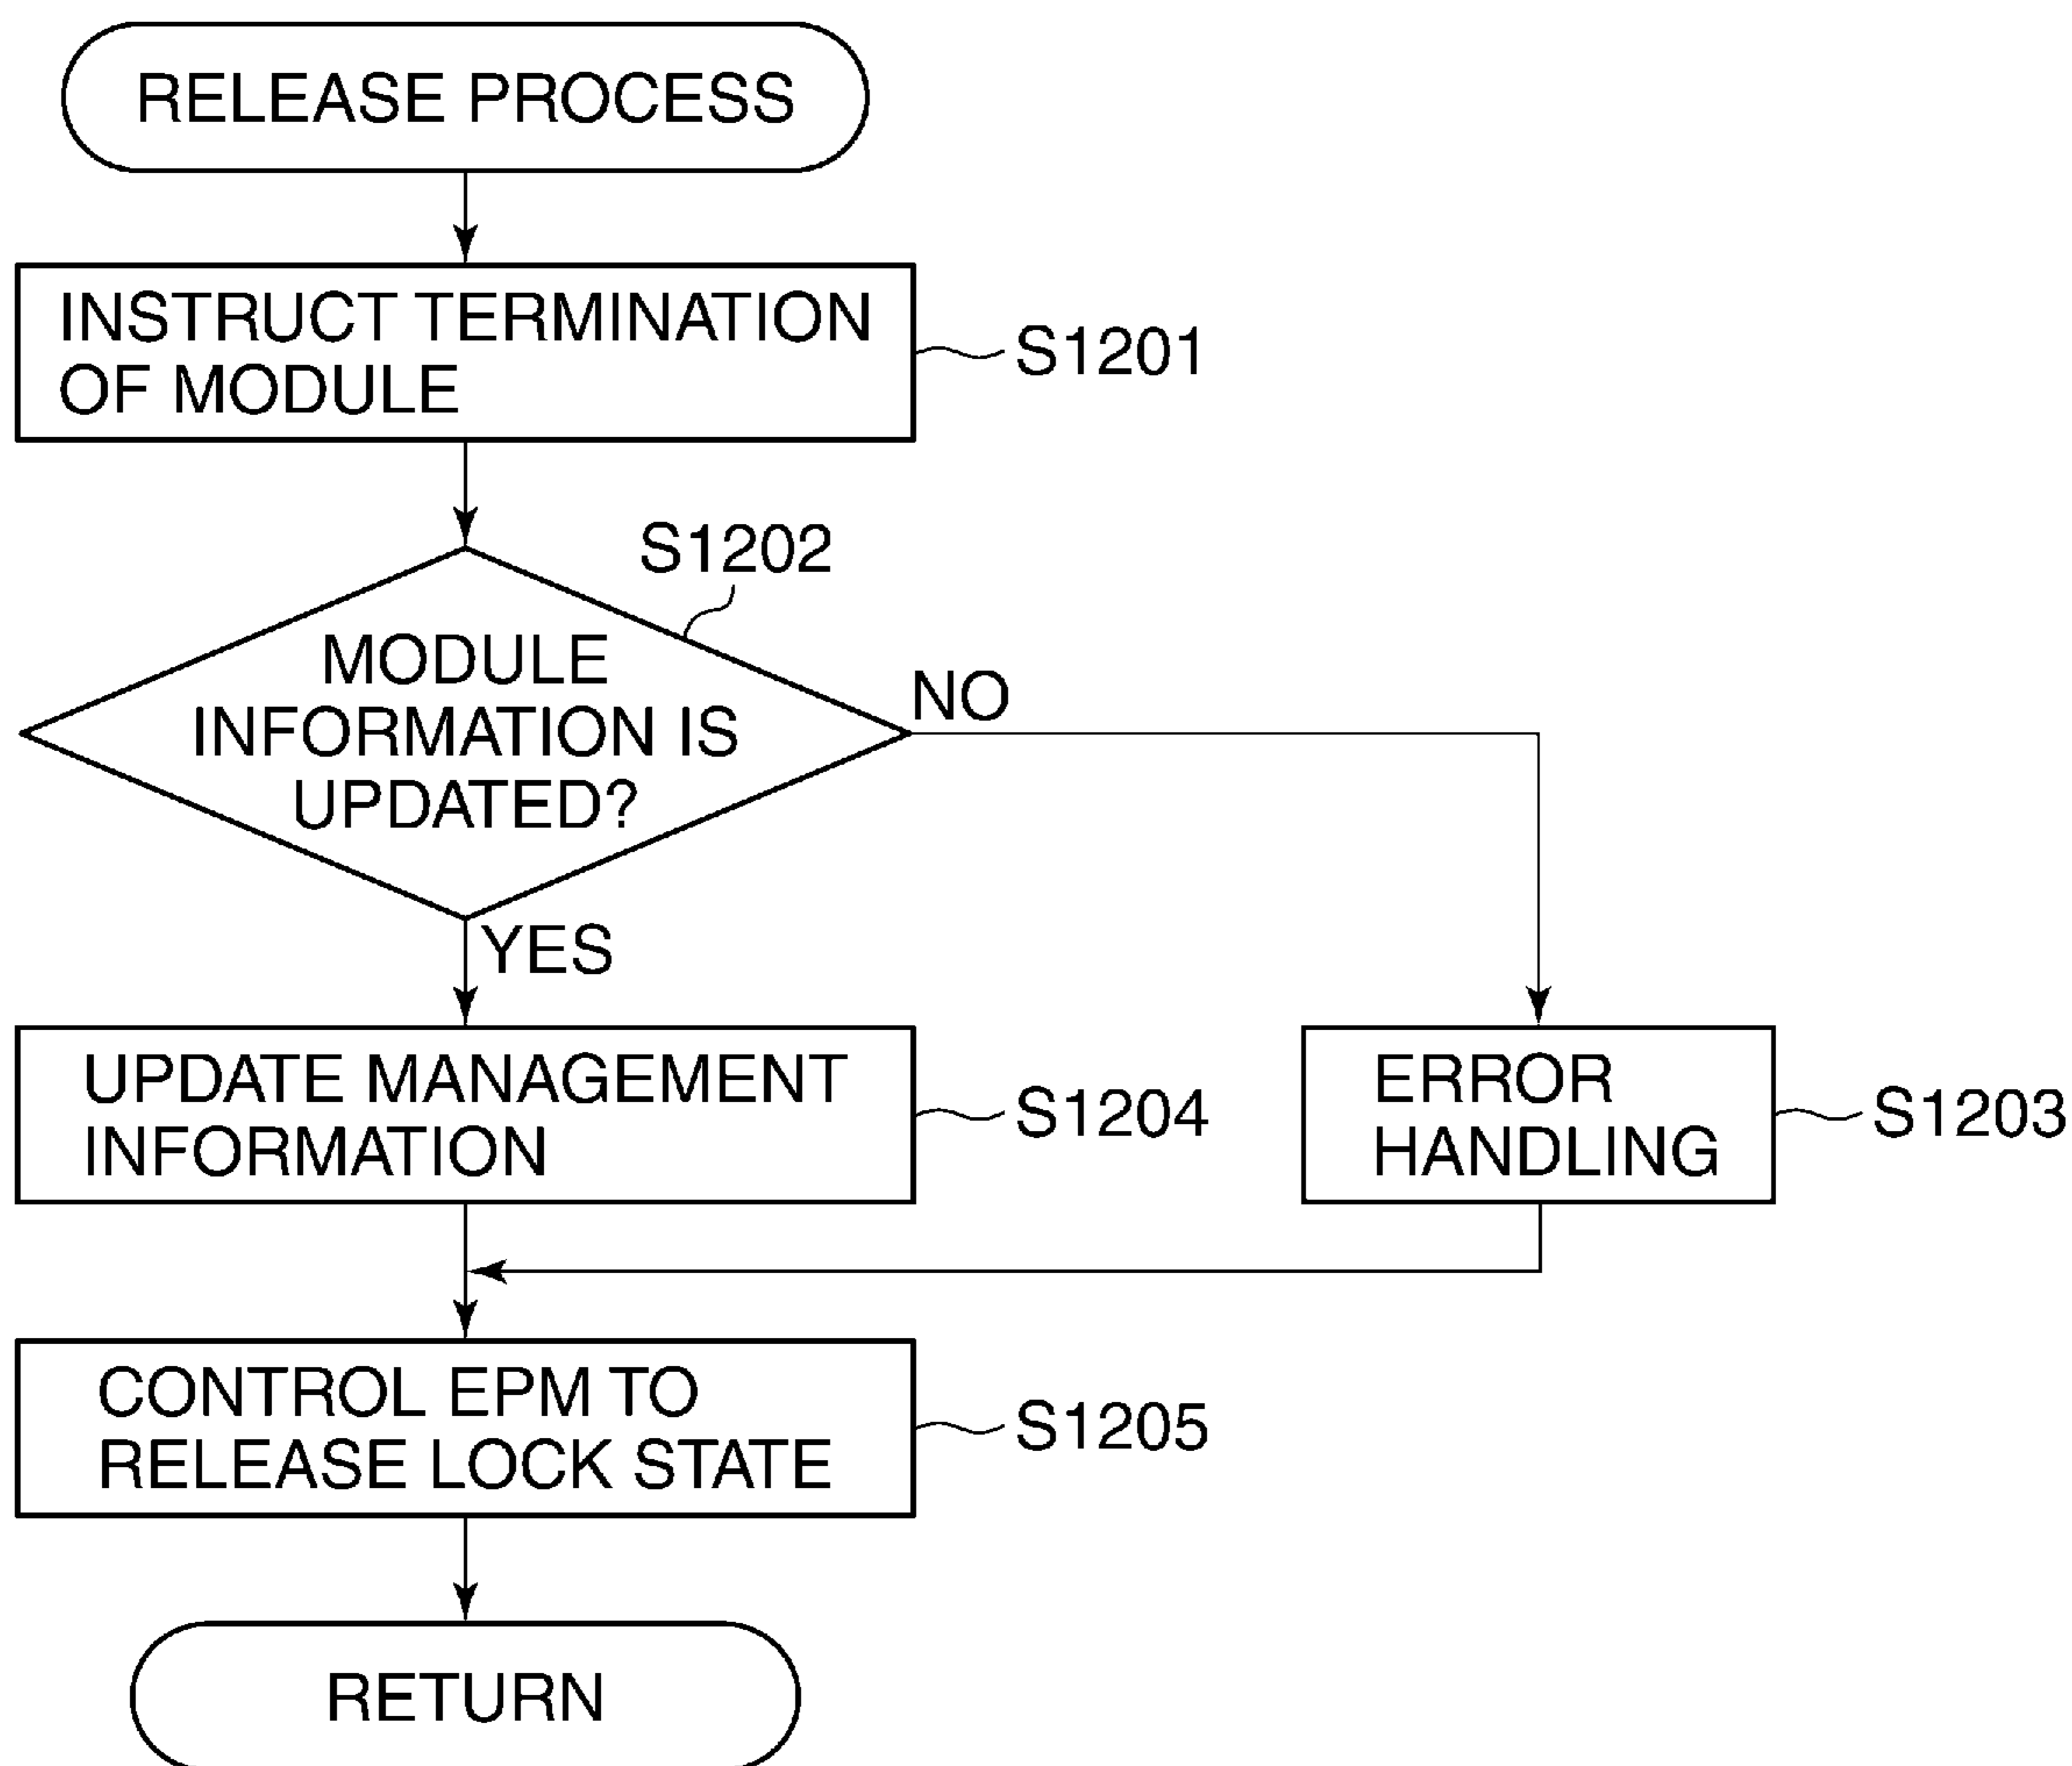 RELEASE PROCESS
INSTRUCT TERMINATION
OF MODULE
S1201
S1202
MODULE
INFORMATION IS
UPDATED?
NO
YES
UPDATE MANAGEMENT
INFORMATION
S1204
ERROR
HANDLING
S1203
CONTROL EPM TO
RELEASE LOCK STATE
S1205
RETURN